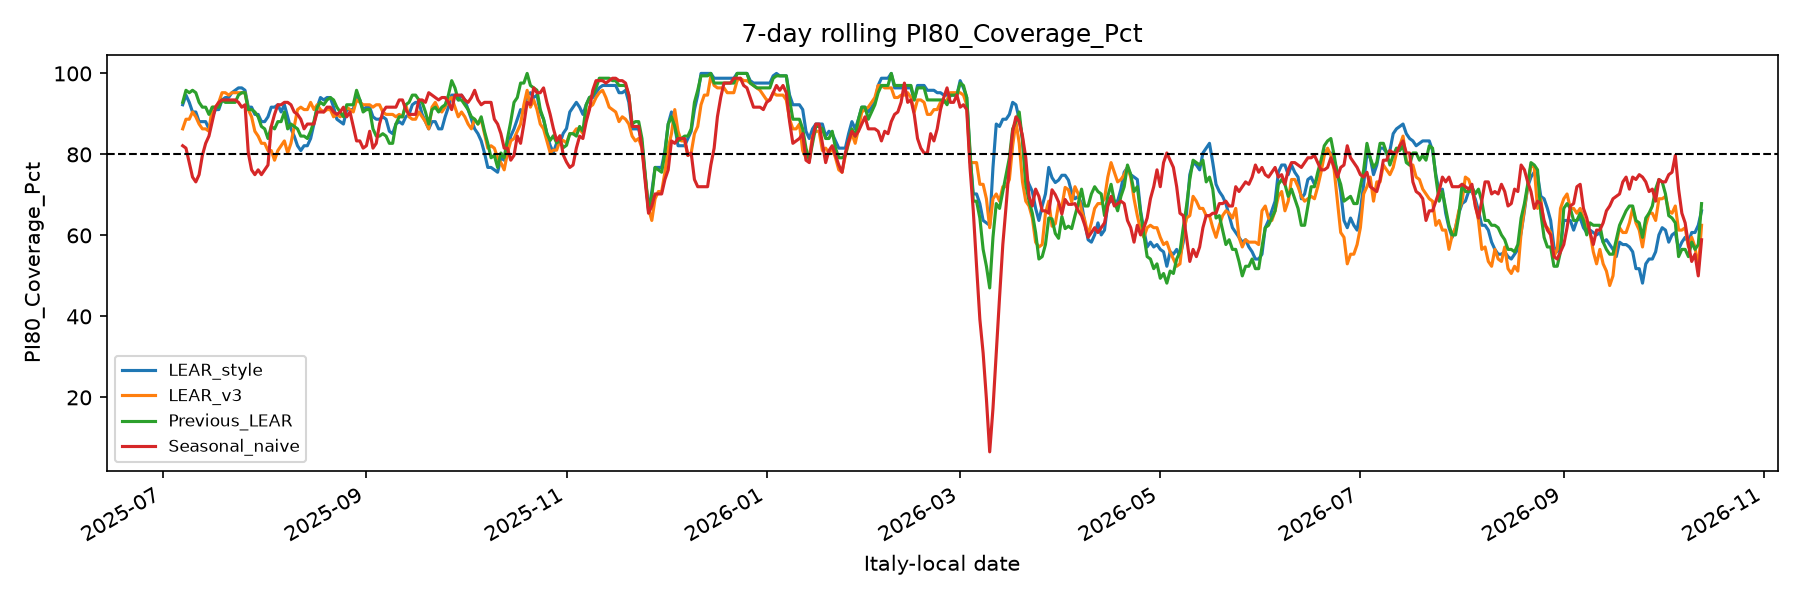 7-day rolling PI80_Coverage_Pct
PI80_Coverage_Pct
100
80
60
40
20
LEAR_style
LEAR_v3
Previous_LEAR
Seasonal_naive
2025-07
2025-09
2025-11
2026-01
2026-03
2026-05
2026-07
2026-09
2026-11
Italy-local date